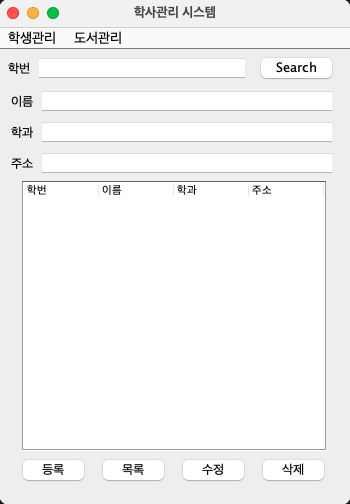 학사관리 시스템
학생관리 도서관리
학번 Search
이름
학과
주소
학번 이름 학과 주소
등록 목록 수정 삭제